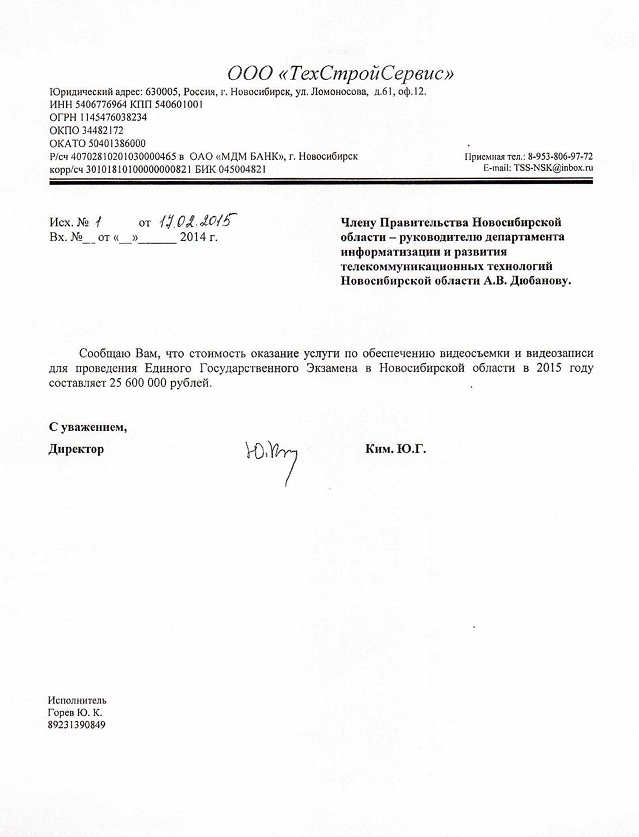 ООО «ТехСтройСервис»
Юридический адрес: 630005, Россия, г. Новосибирск, ул. Ломоносова, д.61, оф.12.
ИНН 5406776964 КПП 540601001
ОГРН 1145476038234
ОКПО 34482172
ОКАТО 50401386000
Р/сч 40702810201030000465 в ОАО «МДМ БАНК», г. Новосибирск
Приемная тел.: 8-953-806-97-72
корр/сч 30101810100000000821 БИК 045004821
E-mail: TSS-NSK@inbox.ru
Исх. № 1 от 17.02.2015
Вх. №__ от «__»______ 2014 г.
Члену Правительства Новосибирской
области – руководителю департамента
информатизации и развития
телекоммуникационных технологий
Новосибирской области А.В. Дюбанову.
Сообщаю Вам, что стоимость оказание услуги по обеспечению видеосъемки и видеозаписи
для проведения Единого Государственного Экзамена в Новосибирской области в 2015 году
составляет 25 600 000 рублей.
С уважением,
Директор
Ким. Ю.Г.
Исполнитель
Горев Ю. К.
89231390849